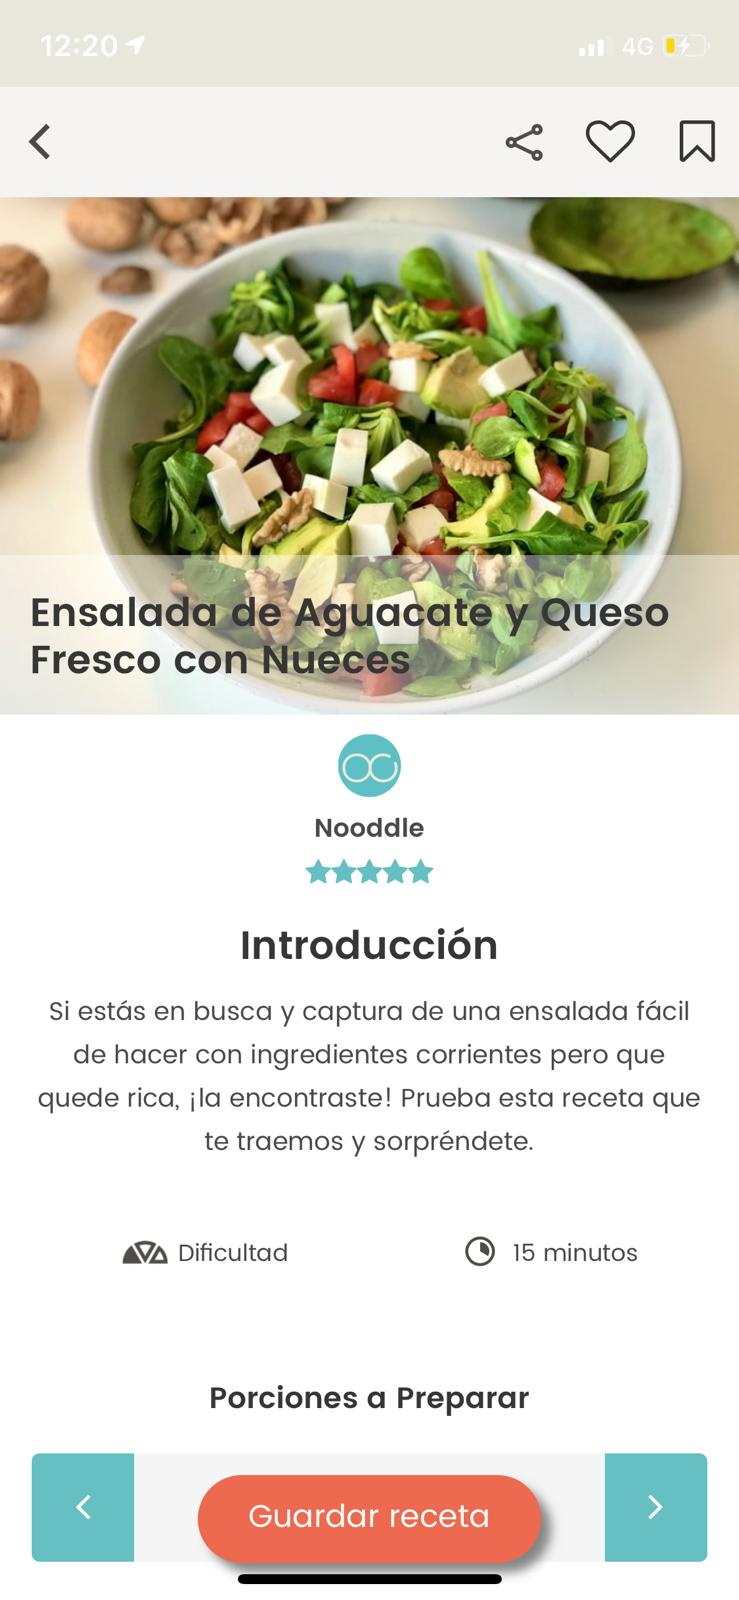 12:20
4G
Ensalada de Aguacate y Queso
Fresco con Nueces
Nooddle
Introducción
Si estás en busca y captura de una ensalada fácil
de hacer con ingredientes corrientes pero que
quede rica, ¡la encontraste! Prueba esta receta que
te traemos y sorpréndete.
Dificultad
15 minutos
Porciones a Preparar
Guardar receta